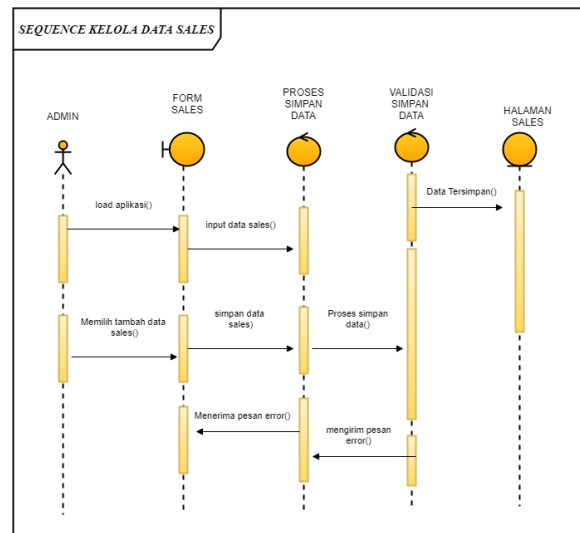 SEQUENCE KELOLA DATA SALES
ADMIN
FORM
SALES
PROSES
SIMPAN
DATA
VALIDASI
SIMPAN
DATA
HALAMAN
SALES
load aplikasi()
input data sales()
Data Tersimpan()
Memilih tambah data
sales()
simpan data
sales)
Proses simpan
data()
Menerima pesan error()
mengirim pesan
error()